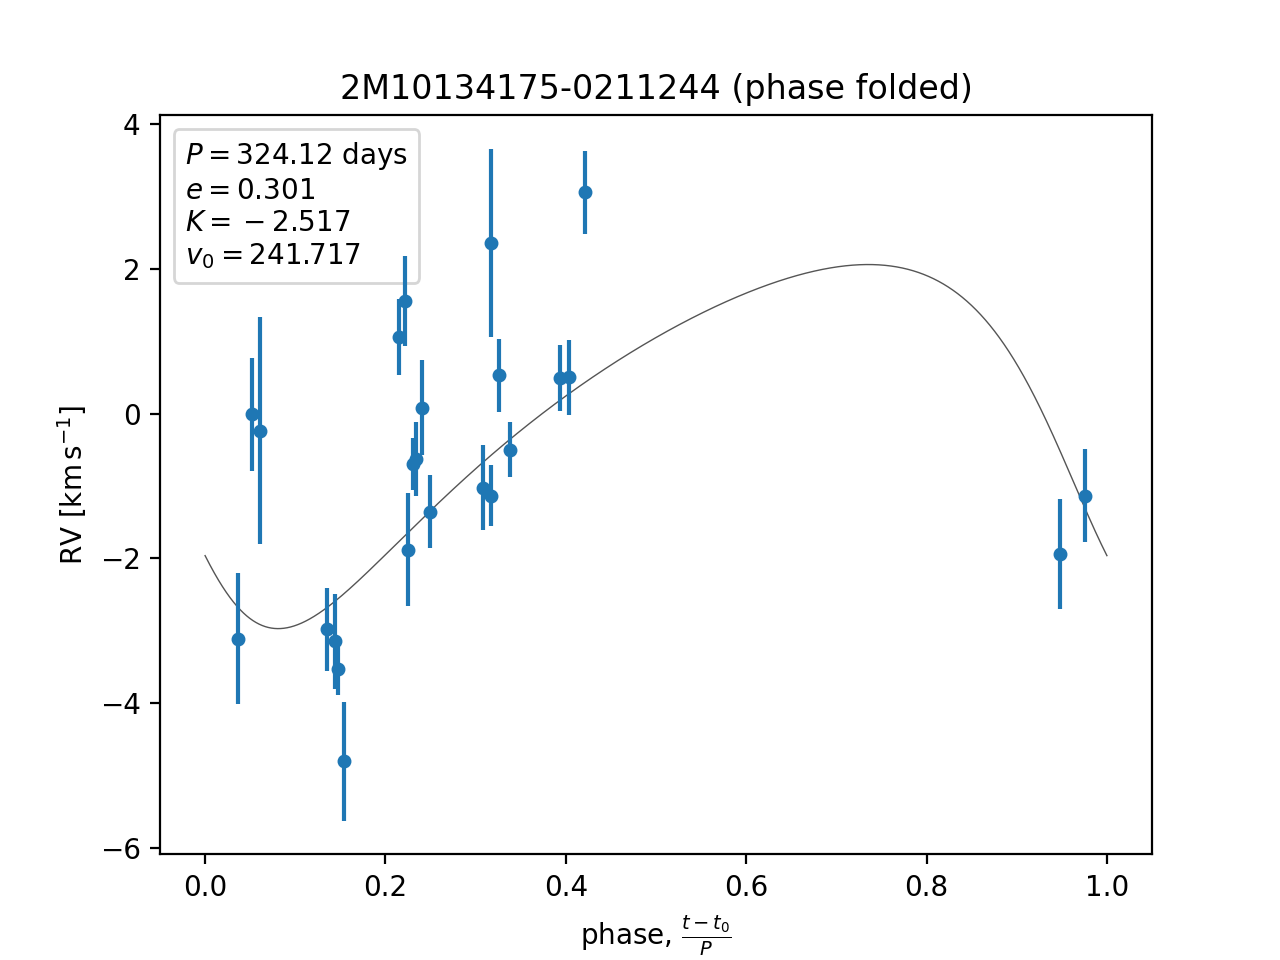 2M10134175-0211244 (phase folded)
P = 324.12 days
e = 0.301
K = −2.517
v₀ = 241.717
4
2
0
−2
−4
−6
RV [km s⁻¹]
0.0 0.2 0.4 0.6 0.8 1.0
phase, (t − t₀)/P